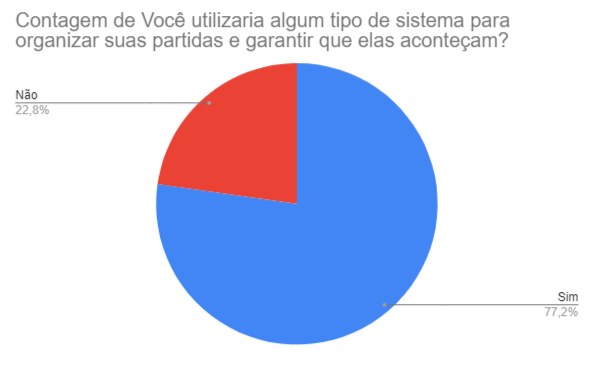 Contagem de Você utilizaria algum tipo de sistema para
organizar suas partidas e garantir que elas aconteçam?
Não
22,8%
Sim
77,2%